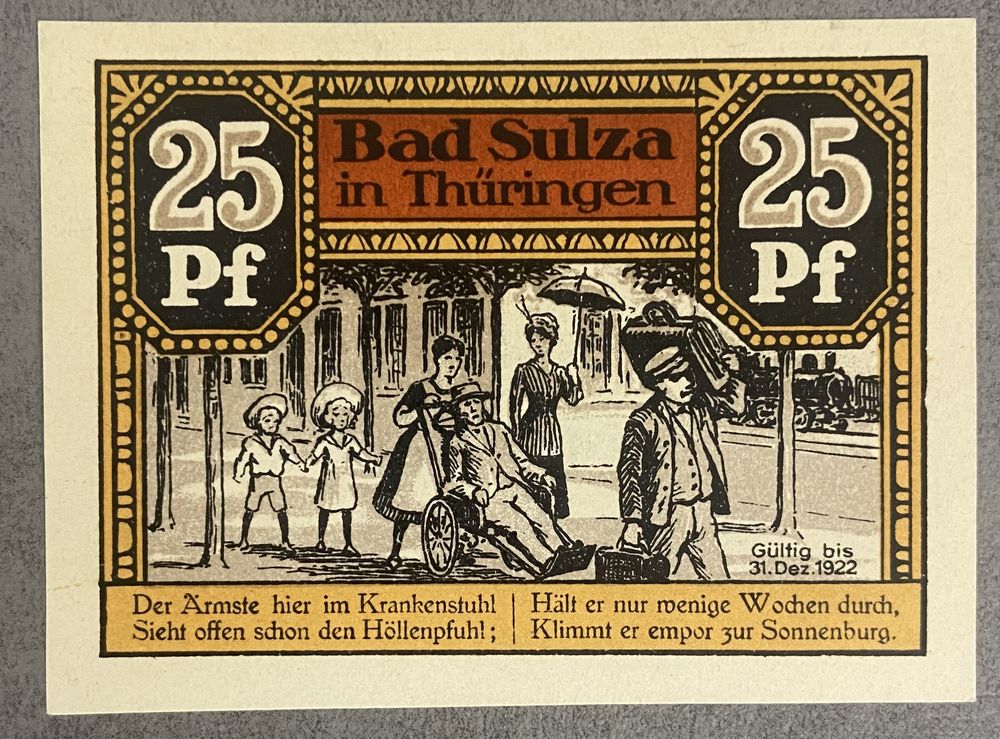 25 Pf
Bad Sulza
in Thüringen
25 Pf
Gültig bis
31. Dez. 1922
Der Ärmste hier im Krankenstuhl
Sieht offen schon den Höllenpfuhl;
Hält er nur wenige Wochen durch,
Klimmt er empor zur Sonnenburg.